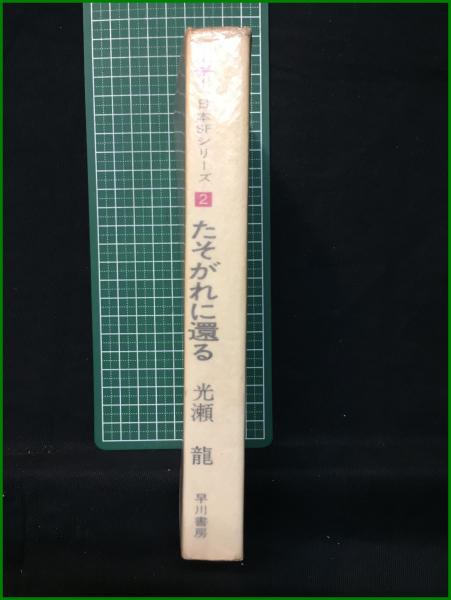 日本SFシリーズ
2
たそがれに還る
光瀬 龍
早川書房